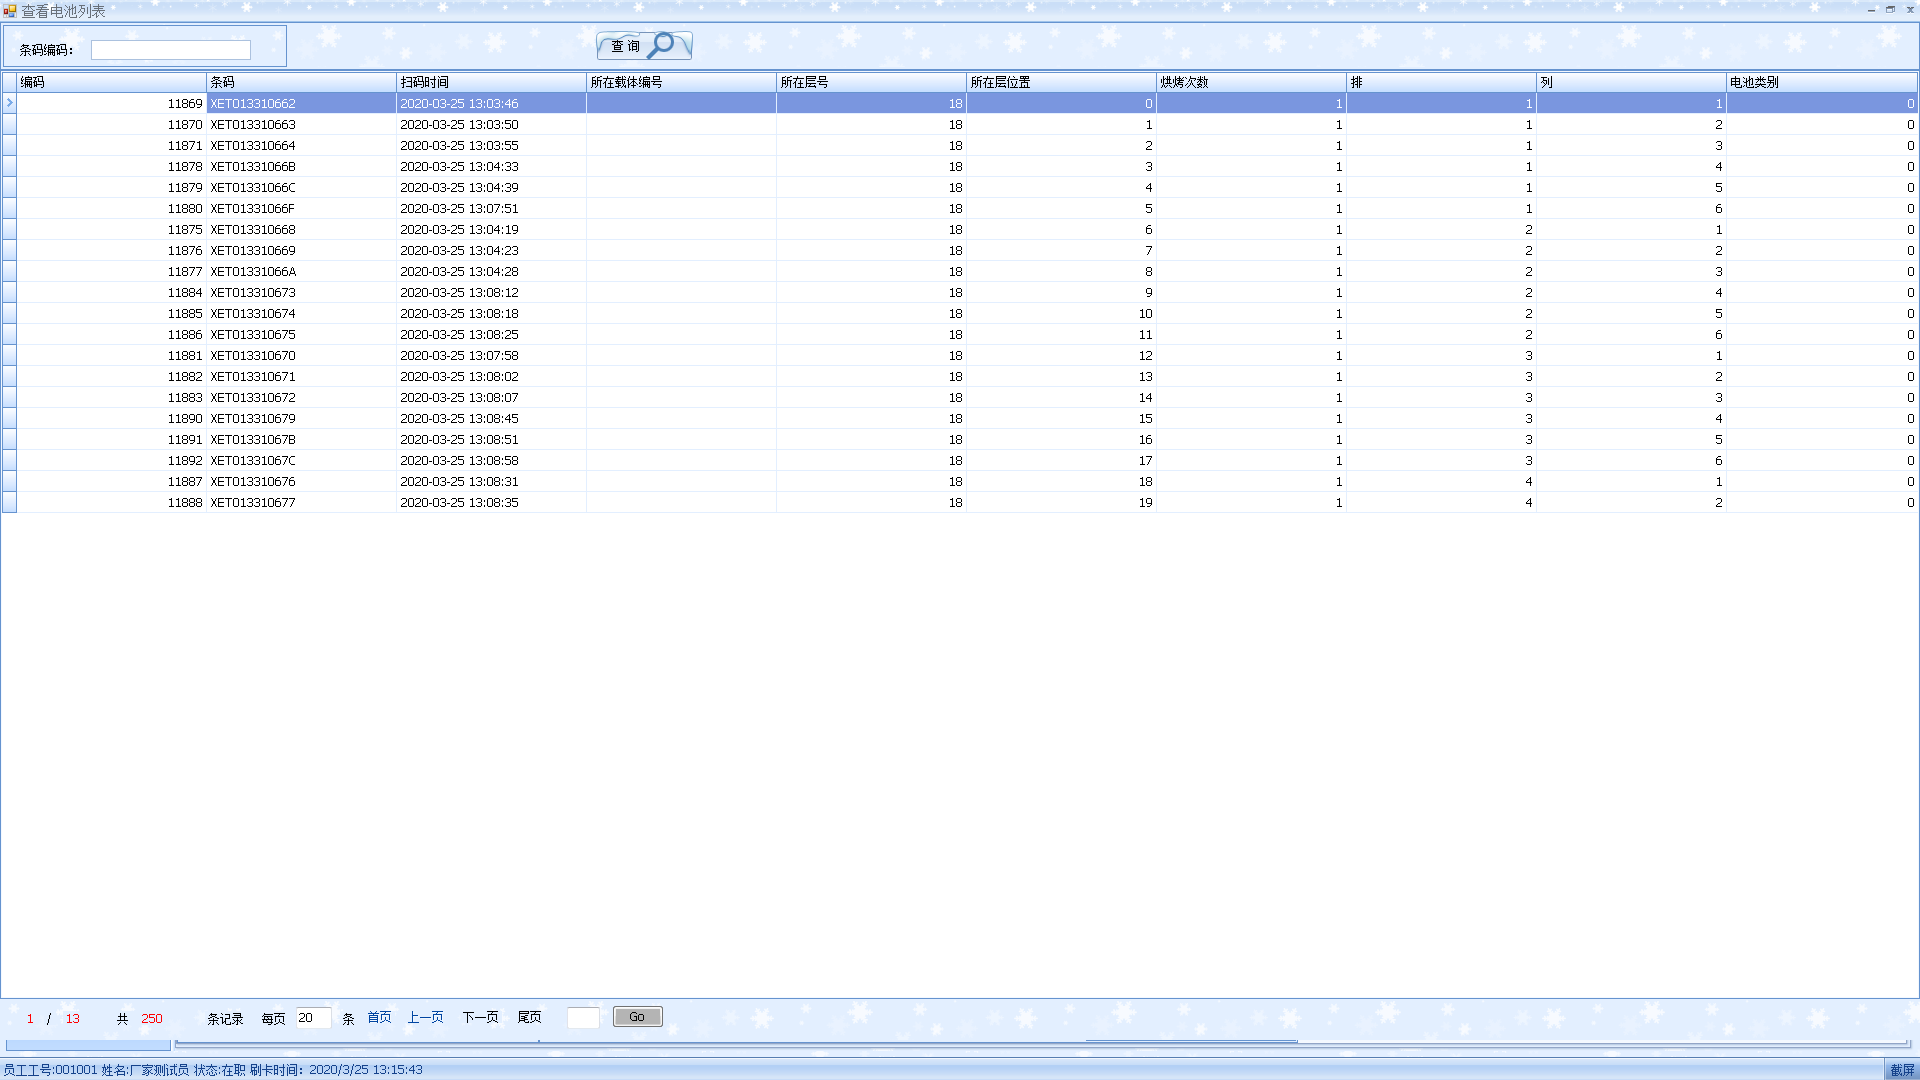 查看电池列表
条码编码：
查 询
编码 条码 扫码时间 所在载体编号 所在层号 所在层位置 烘烤次数 排 列 电池类别
11869 XET013310662 2020-03-25 13:03:46 18 0 1 1 1 0
11870 XET013310663 2020-03-25 13:03:50 18 1 1 1 2 0
11871 XET013310664 2020-03-25 13:03:55 18 2 1 1 3 0
11878 XET01331066B 2020-03-25 13:04:33 18 3 1 1 4 0
11879 XET01331066C 2020-03-25 13:04:39 18 4 1 1 5 0
11880 XET01331066F 2020-03-25 13:07:51 18 5 1 1 6 0
11875 XET013310668 2020-03-25 13:04:19 18 6 1 2 1 0
11876 XET013310669 2020-03-25 13:04:23 18 7 1 2 2 0
11877 XET01331066A 2020-03-25 13:04:28 18 8 1 2 3 0
11884 XET013310673 2020-03-25 13:08:12 18 9 1 2 4 0
11885 XET013310674 2020-03-25 13:08:18 18 10 1 2 5 0
11886 XET013310675 2020-03-25 13:08:25 18 11 1 2 6 0
11881 XET013310670 2020-03-25 13:07:58 18 12 1 3 1 0
11882 XET013310671 2020-03-25 13:08:02 18 13 1 3 2 0
11883 XET013310672 2020-03-25 13:08:07 18 14 1 3 3 0
11890 XET013310679 2020-03-25 13:08:45 18 15 1 3 4 0
11891 XET01331067B 2020-03-25 13:08:51 18 16 1 3 5 0
11892 XET01331067C 2020-03-25 13:08:58 18 17 1 3 6 0
11887 XET013310676 2020-03-25 13:08:31 18 18 1 4 1 0
11888 XET013310677 2020-03-25 13:08:35 18 19 1 4 2 0
1 / 13 共 250 条记录 每页 20 条 首页 上一页 下一页 尾页 Go
员工工号:001001 姓名:厂家测试员 状态:在职 刷卡时间：2020/3/25 13:15:43 截屏